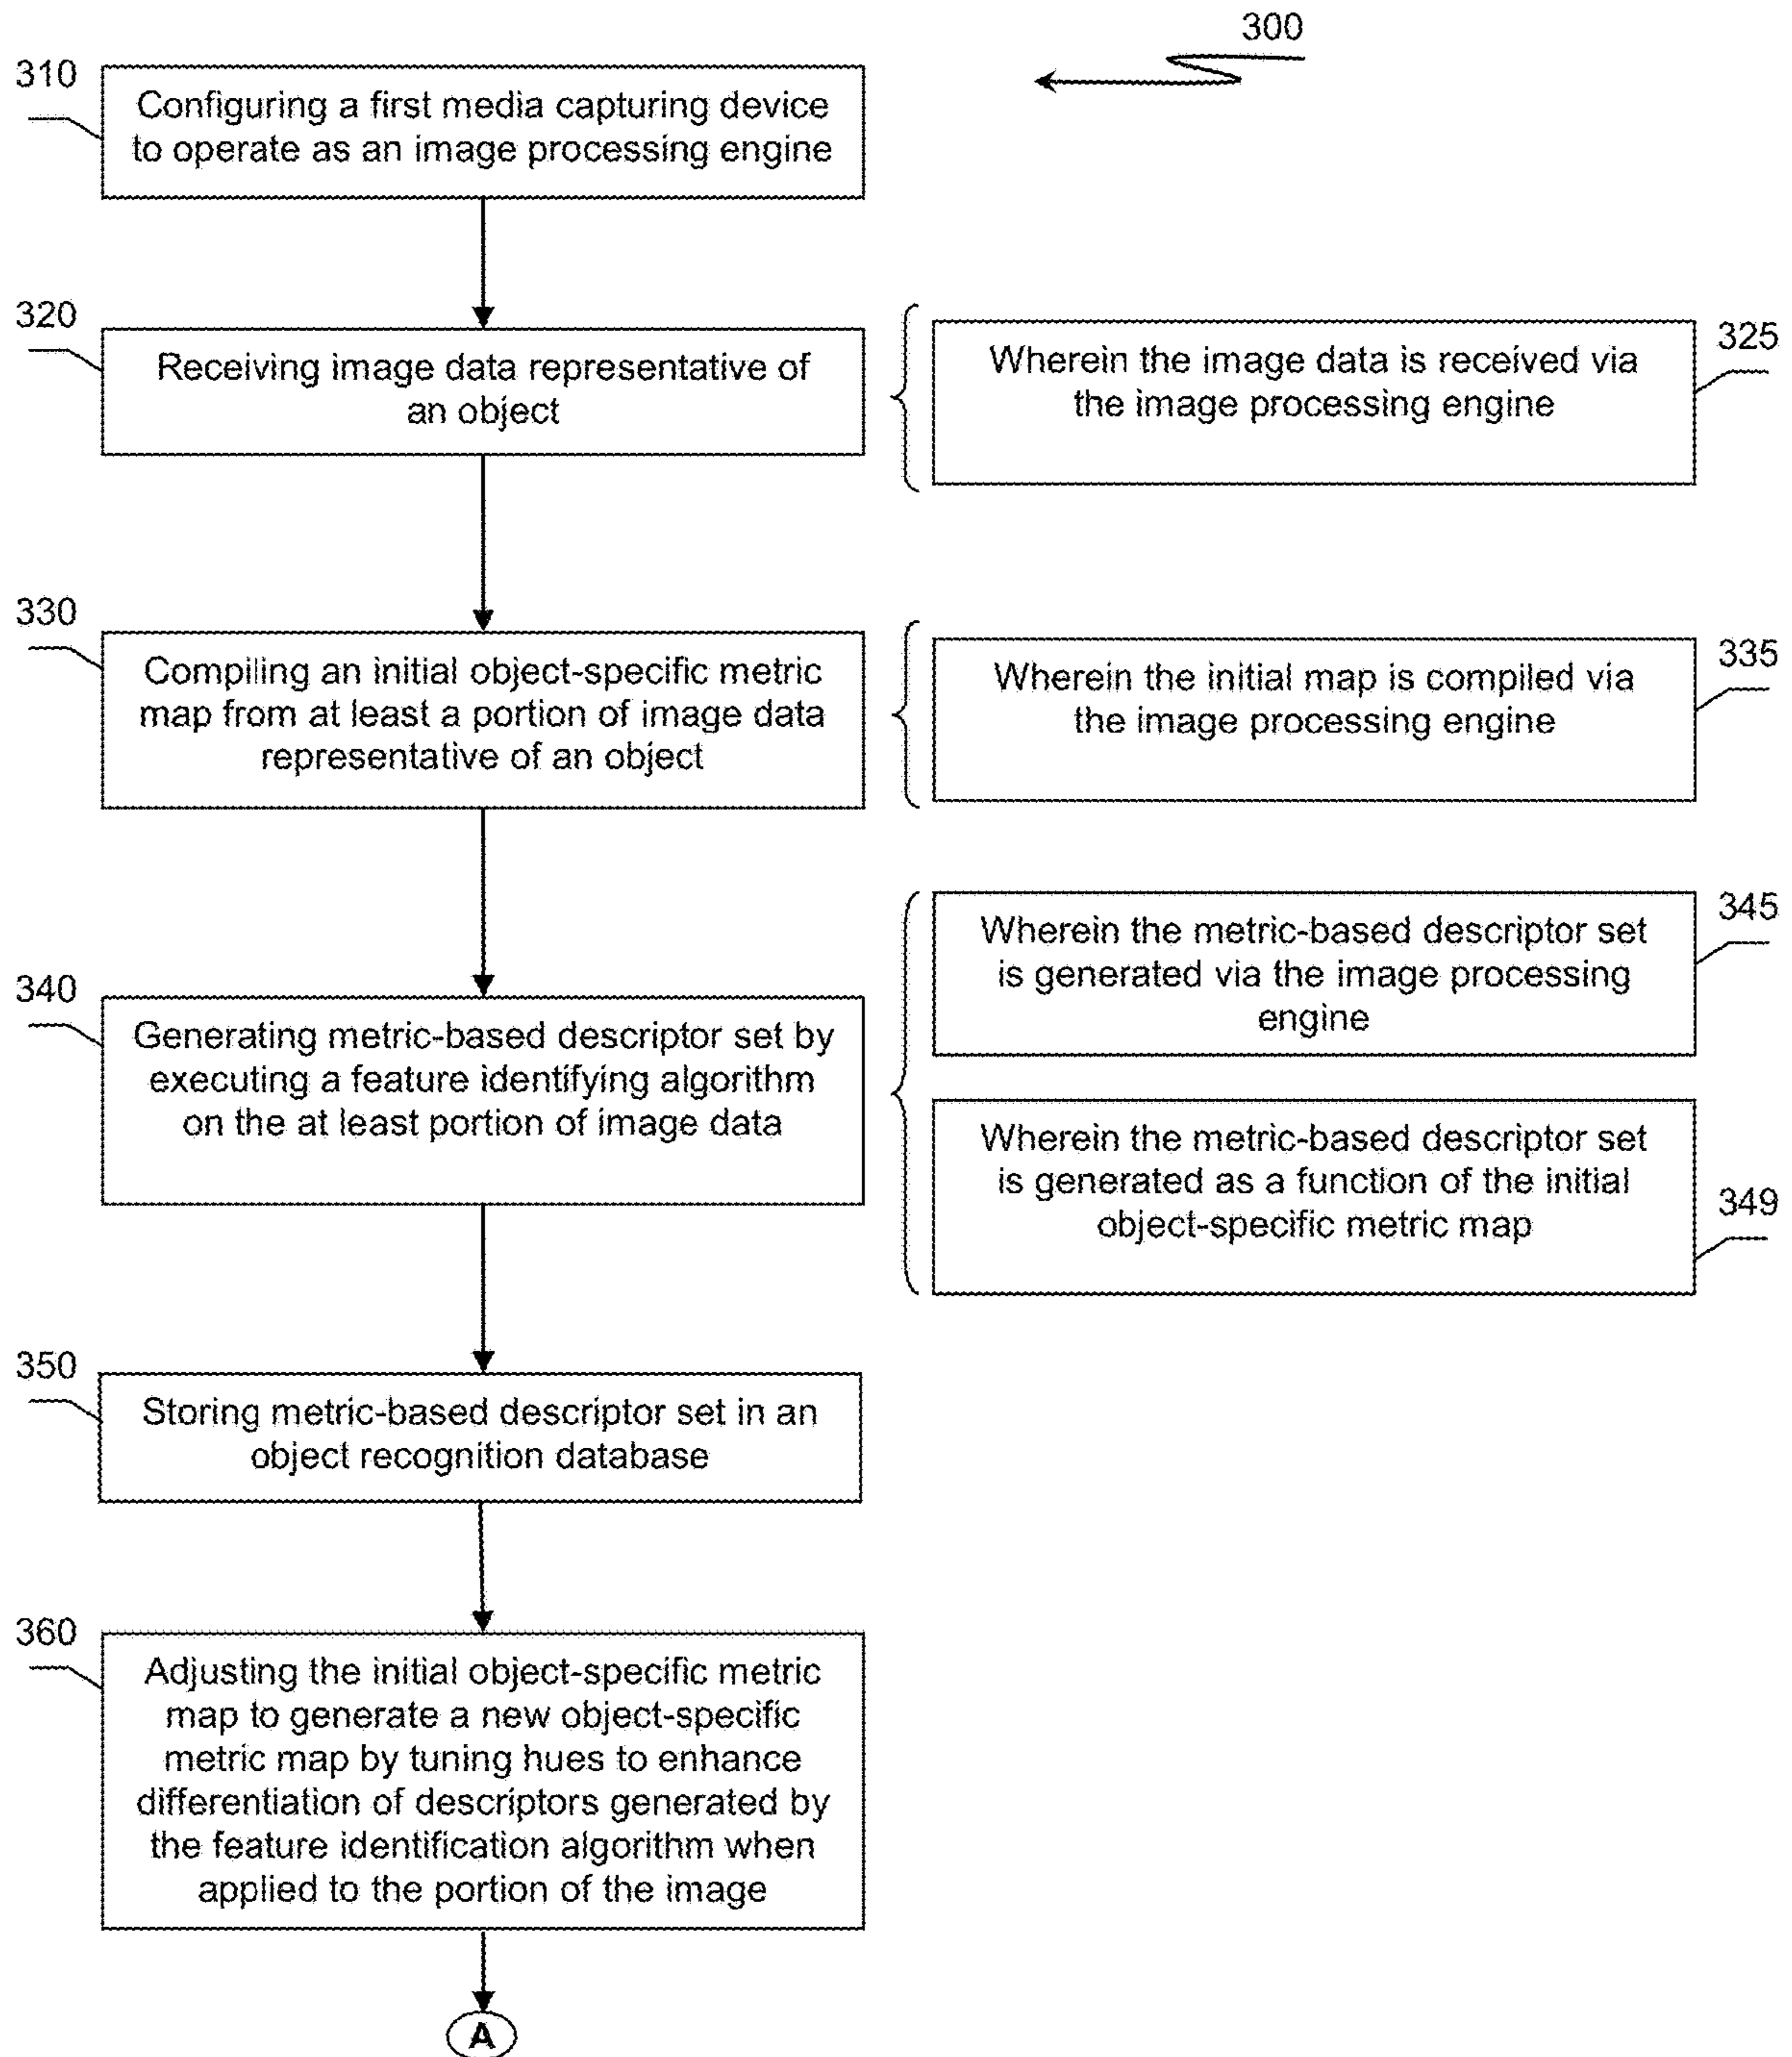 300
310
Configuring a first media capturing device
to operate as an image processing engine
320
Receiving image data representative of
an object
325
Wherein the image data is received via
the image processing engine
330
Compiling an initial object-specific metric
map from at least a portion of image data
representative of an object
335
Wherein the initial map is compiled via
the image processing engine
340
Generating metric-based descriptor set by
executing a feature identifying algorithm
on the at least portion of image data
345
Wherein the metric-based descriptor set
is generated via the image processing
engine
349
Wherein the metric-based descriptor set
is generated as a function of the initial
object-specific metric map
350
Storing metric-based descriptor set in an
object recognition database
360
Adjusting the initial object-specific metric
map to generate a new object-specific
metric map by tuning hues to enhance
differentiation of descriptors generated by
the feature identification algorithm when
applied to the portion of the image
A